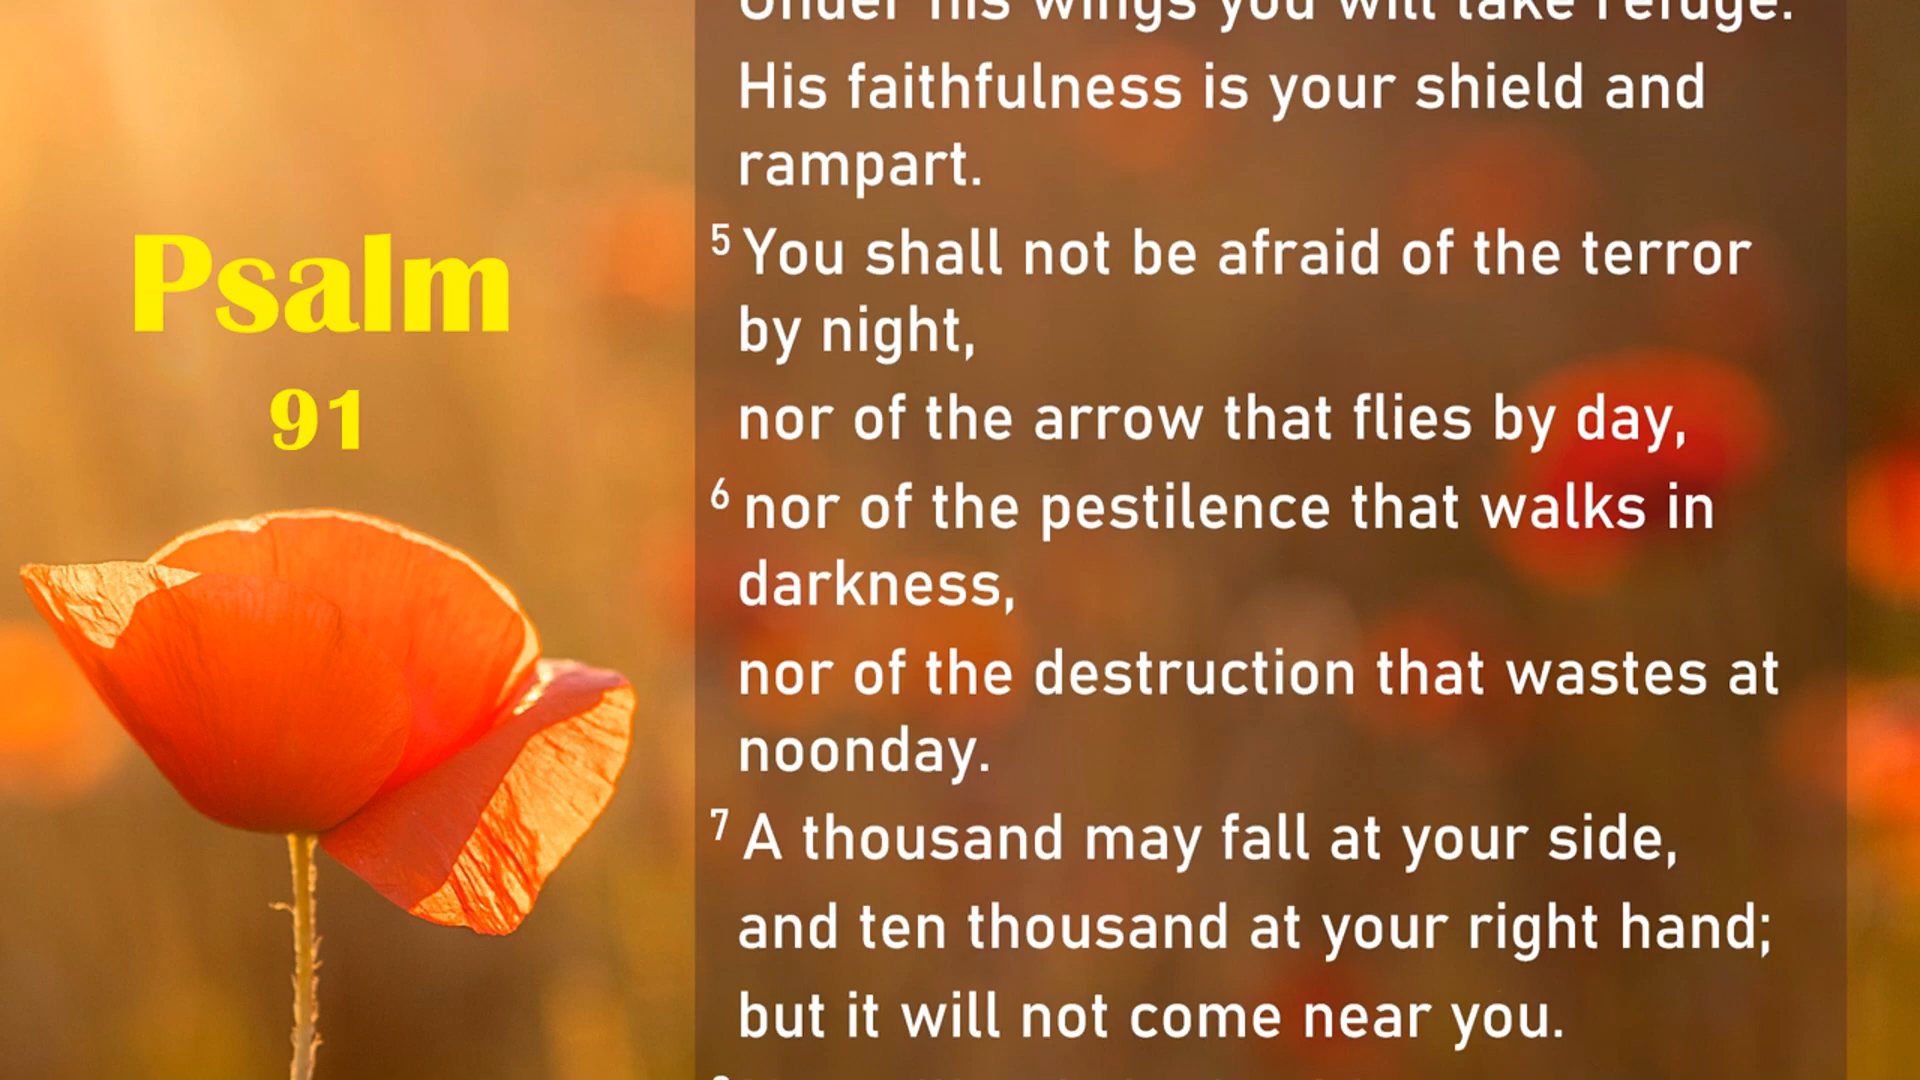 Psalm
91
Under his wings you will take refuge.
His faithfulness is your shield and
rampart.
5 You shall not be afraid of the terror
by night,
nor of the arrow that flies by day,
6 nor of the pestilence that walks in
darkness,
nor of the destruction that wastes at
noonday.
7 A thousand may fall at your side,
and ten thousand at your right hand;
but it will not come near you.